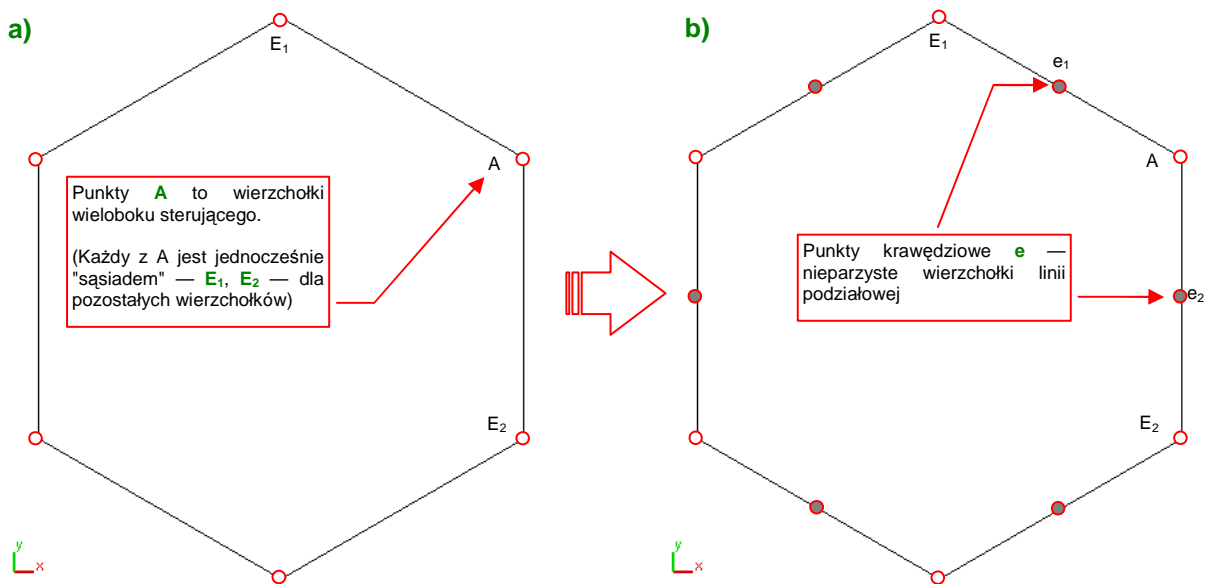 a)
E₁
A
Punkty A to wierzchołki
wieloboku sterującego.
(Każdy z A jest jednocześnie
"sąsiadem" — E₁, E₂ — dla
pozostałych wierzchołków)
E₂
y
x
b)
E₁
e₁
A
Punkty krawędziowe e —
nieparzyste wierzchołki linii
podziałowej
e₂
E₂
y
x